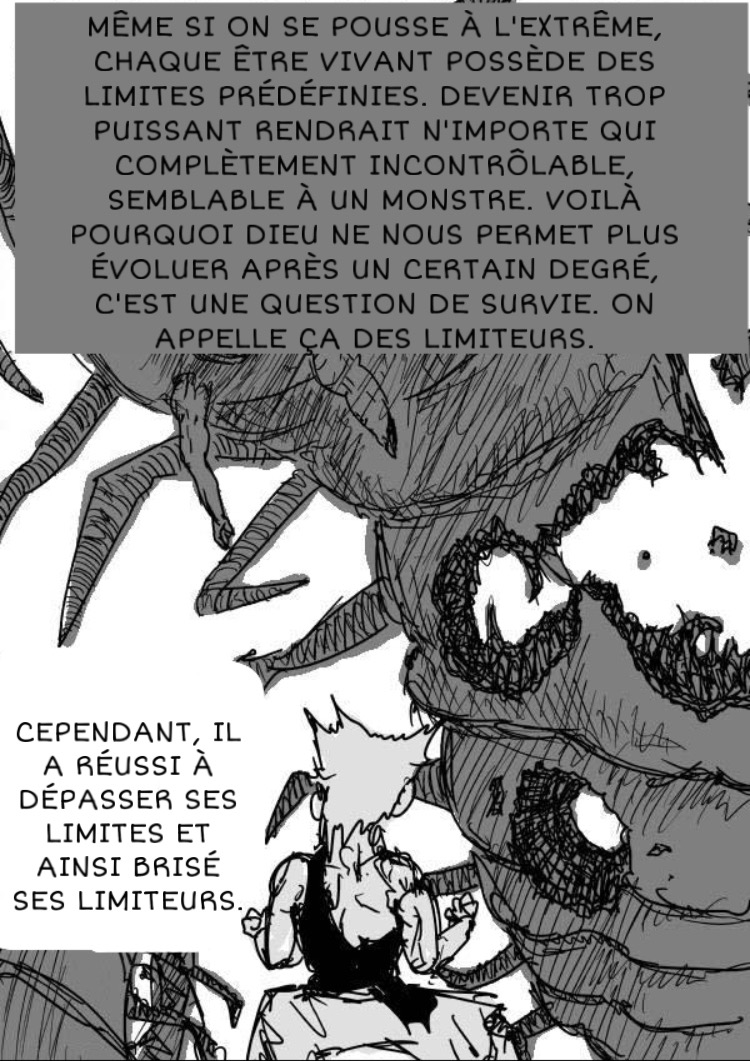 MÊME SI ON SE POUSSE À L'EXTRÊME,
CHAQUE ÊTRE VIVANT POSSÈDE DES
LIMITES PRÉDÉFINIES. DEVENIR TROP
PUISSANT RENDRAIT N'IMPORTE QUI
COMPLÈTEMENT INCONTRÔLABLE,
SEMBLABLE À UN MONSTRE. VOILÀ
POURQUOI DIEU NE NOUS PERMET PLUS
ÉVOLUER APRÈS UN CERTAIN DEGRÉ,
C'EST UNE QUESTION DE SURVIE. ON
APPELLE ÇA DES LIMITEURS.
CEPENDANT, IL
A RÉUSSI À
DÉPASSER SES
LIMITES ET
AINSI BRISÉ
SES LIMITEURS.